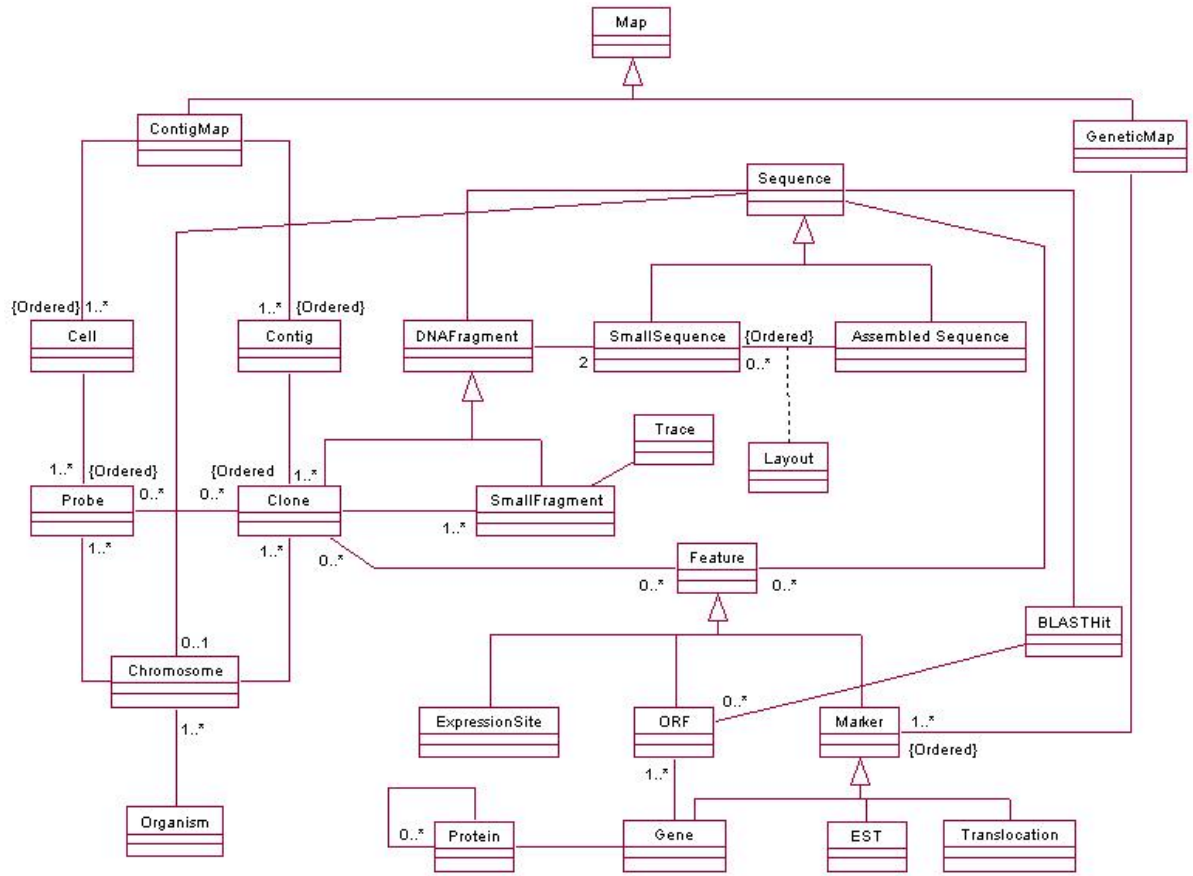 Map
ContigMap
GeneticMap
Sequence
{Ordered} 1..*
1..* {Ordered}
Cell
Contig
DNAFragment
SmallSequence
{Ordered}
Assembled Sequence
2
0..*
Trace
Layout
1..* {Ordered}
{Ordered 1..*
Probe
0..*
0..*
Clone
SmallFragment
1..*
1..*
1..*
0..*
Feature
0..*
0..*
BLASTHit
0..1
Chromosome
1..*
0..*
ExpressionSite
ORF
Marker
1..*
{Ordered}
1..*
Organism
0..*
Protein
Gene
EST
Translocation